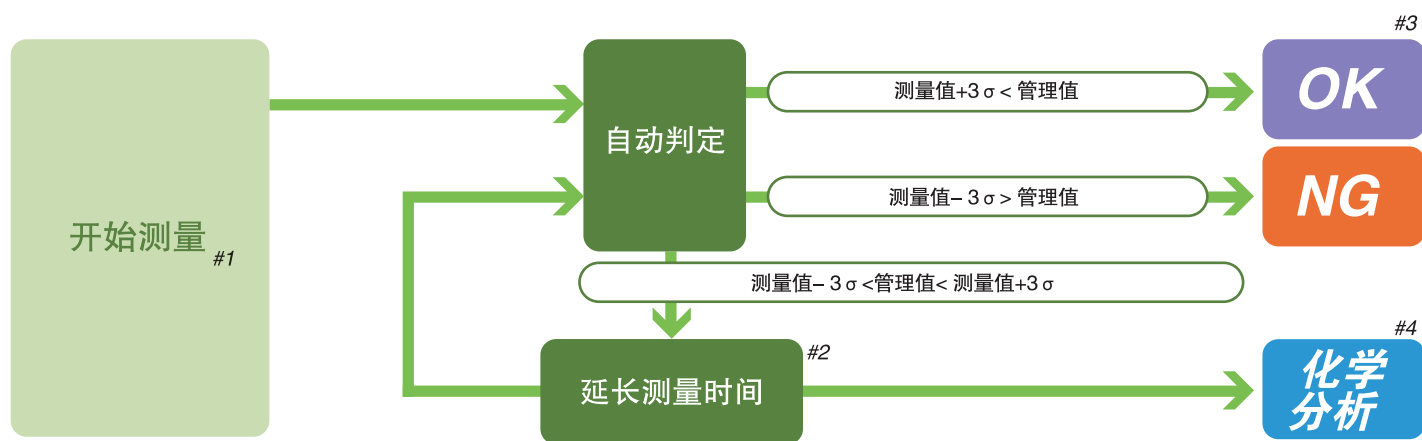 #3
测量值+3σ < 管理值
OK
自动判定
测量值– 3σ > 管理值
NG
开始测量 #1
测量值– 3σ <管理值< 测量值+3σ
#2
#4
延长测量时间
化学
分析